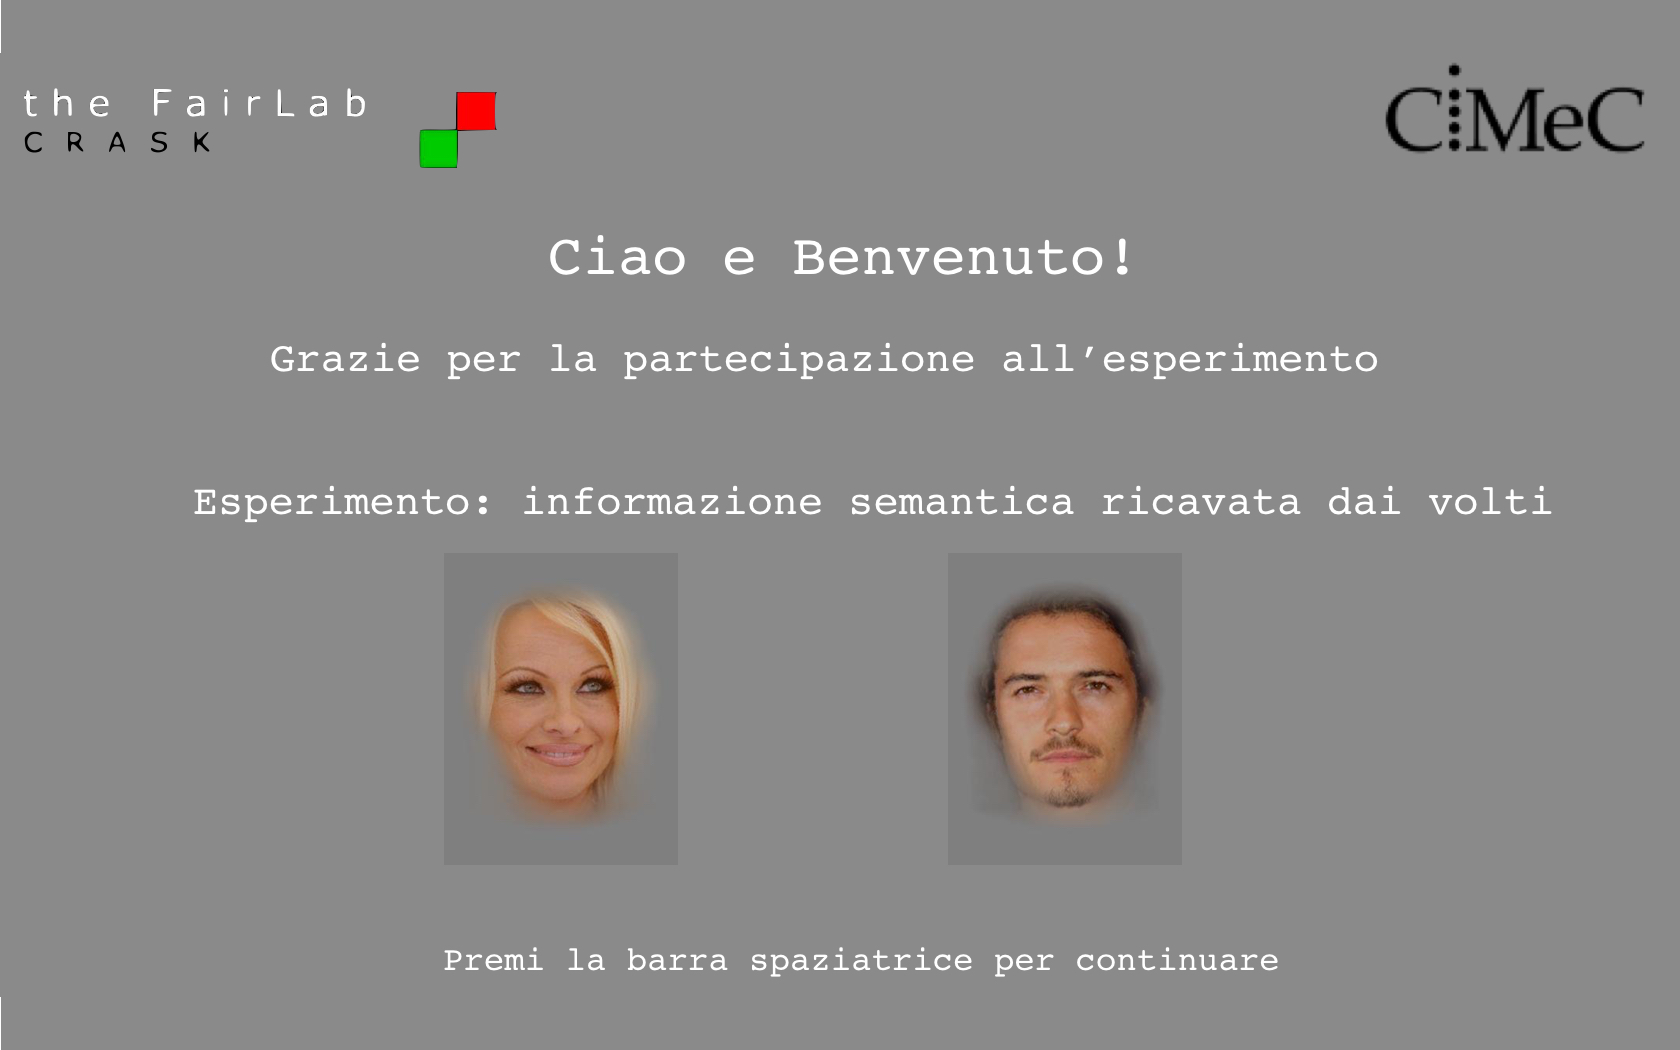 the FairLab
CRASK
CiMeC
Ciao e Benvenuto!
Grazie per la partecipazione all’esperimento
Esperimento: informazione semantica ricavata dai volti
Premi la barra spaziatrice per continuare